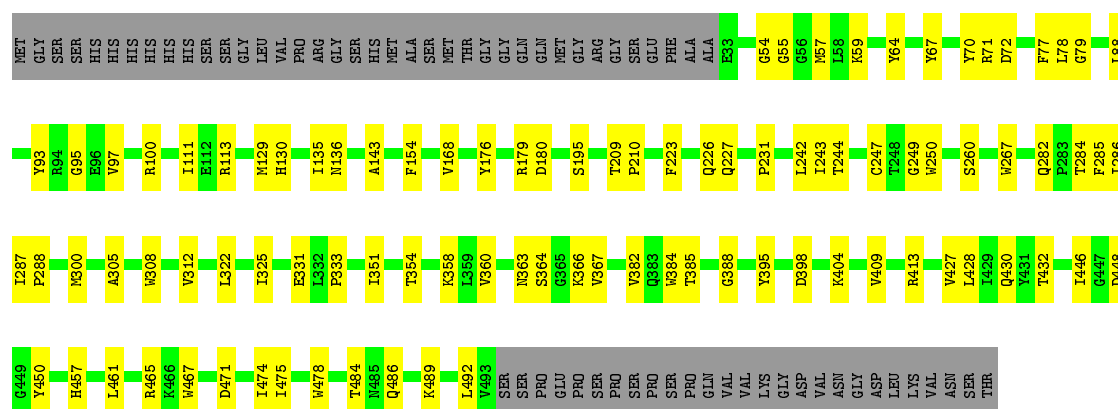 MET GLY SER SER HIS HIS HIS HIS HIS HIS SER SER GLY LEU VAL PRO ARG GLY SER HIS MET ALA SER MET THR GLY GLY GLN GLN MET GLY ARG GLY SER GLU PHE ALA ALA E33 G54 G55 G56 M57 L58 K59 Y64 Y67 Y70 R71 D72 F77 L78 G79 L88
Y93 R94 G95 E96 V97 R100 I111 E112 R113 M129 H130 I135 N136 A143 F154 V168 Y176 R179 D180 S195 T209 P210 F223 Q226 Q227 P231 L242 I243 T244 C247 T248 G249 W250 S260 W267 Q282 P283 T284 F285 I286
I287 P288 M300 A305 W308 V312 L322 I325 E331 L332 P333 I351 T354 K358 L359 V360 N363 S364 G365 K366 V367 V382 Q383 W384 T385 G388 Y395 D398 K404 V409 R413 V427 L428 I429 Q430 Y431 T432 I446 G447 D448
G449 Y450 H457 L461 R465 K466 W467 D471 I474 I475 W478 T484 N485 Q486 K489 L492 V493 SER SER PRO GLU PRO SER PRO PRO SER PRO GLN VAL VAL LYS GLY ASP VAL ASN GLY ASP LEU LYS VAL ASN SER THR